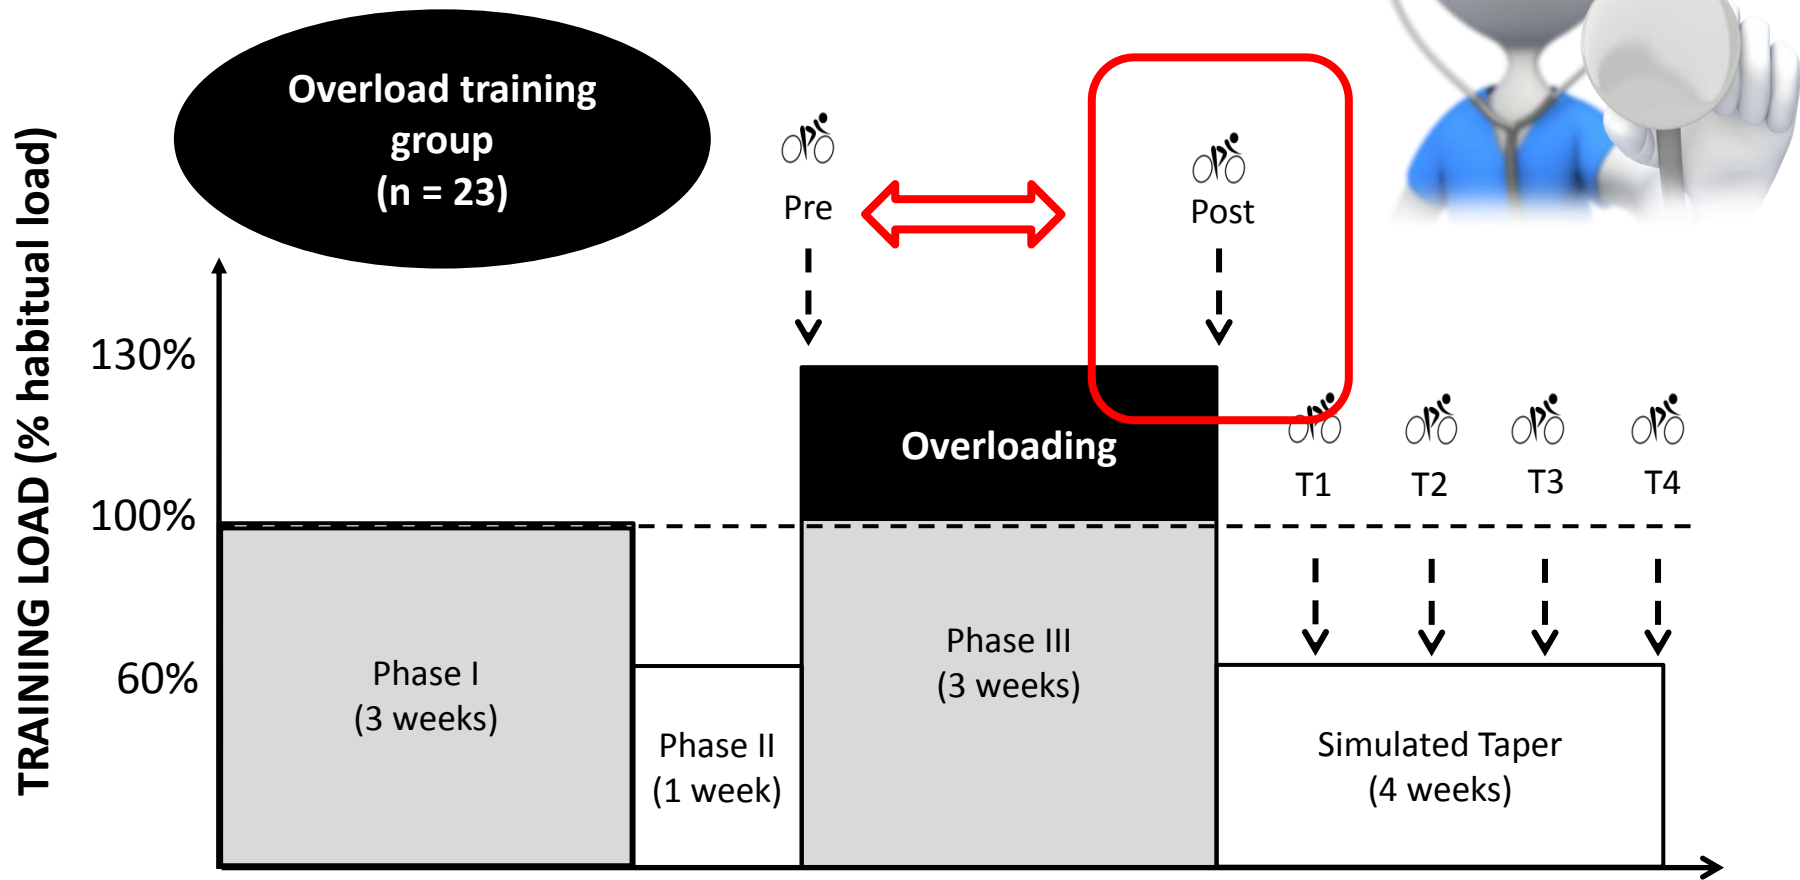 Overload training
group
(n = 23)
Pre
Post
TRAINING LOAD (% habitual load)
130%
100%
60%
Overloading
T1
T2
T3
T4
Phase I
(3 weeks)
Phase II
(1 week)
Phase III
(3 weeks)
Simulated Taper
(4 weeks)